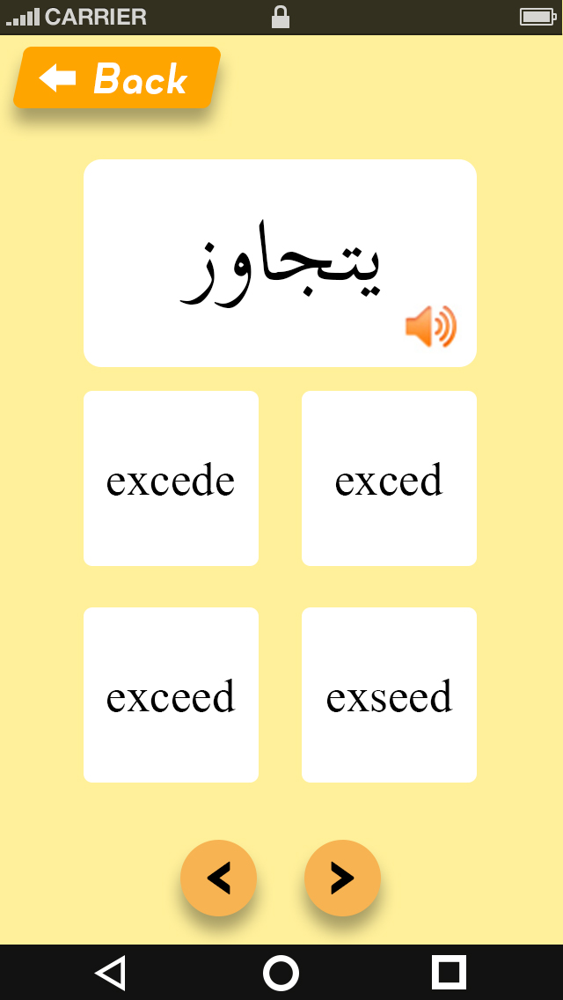 CARRIER
Back
يتجاوز
excede
exced
exceed
exseed
<
>